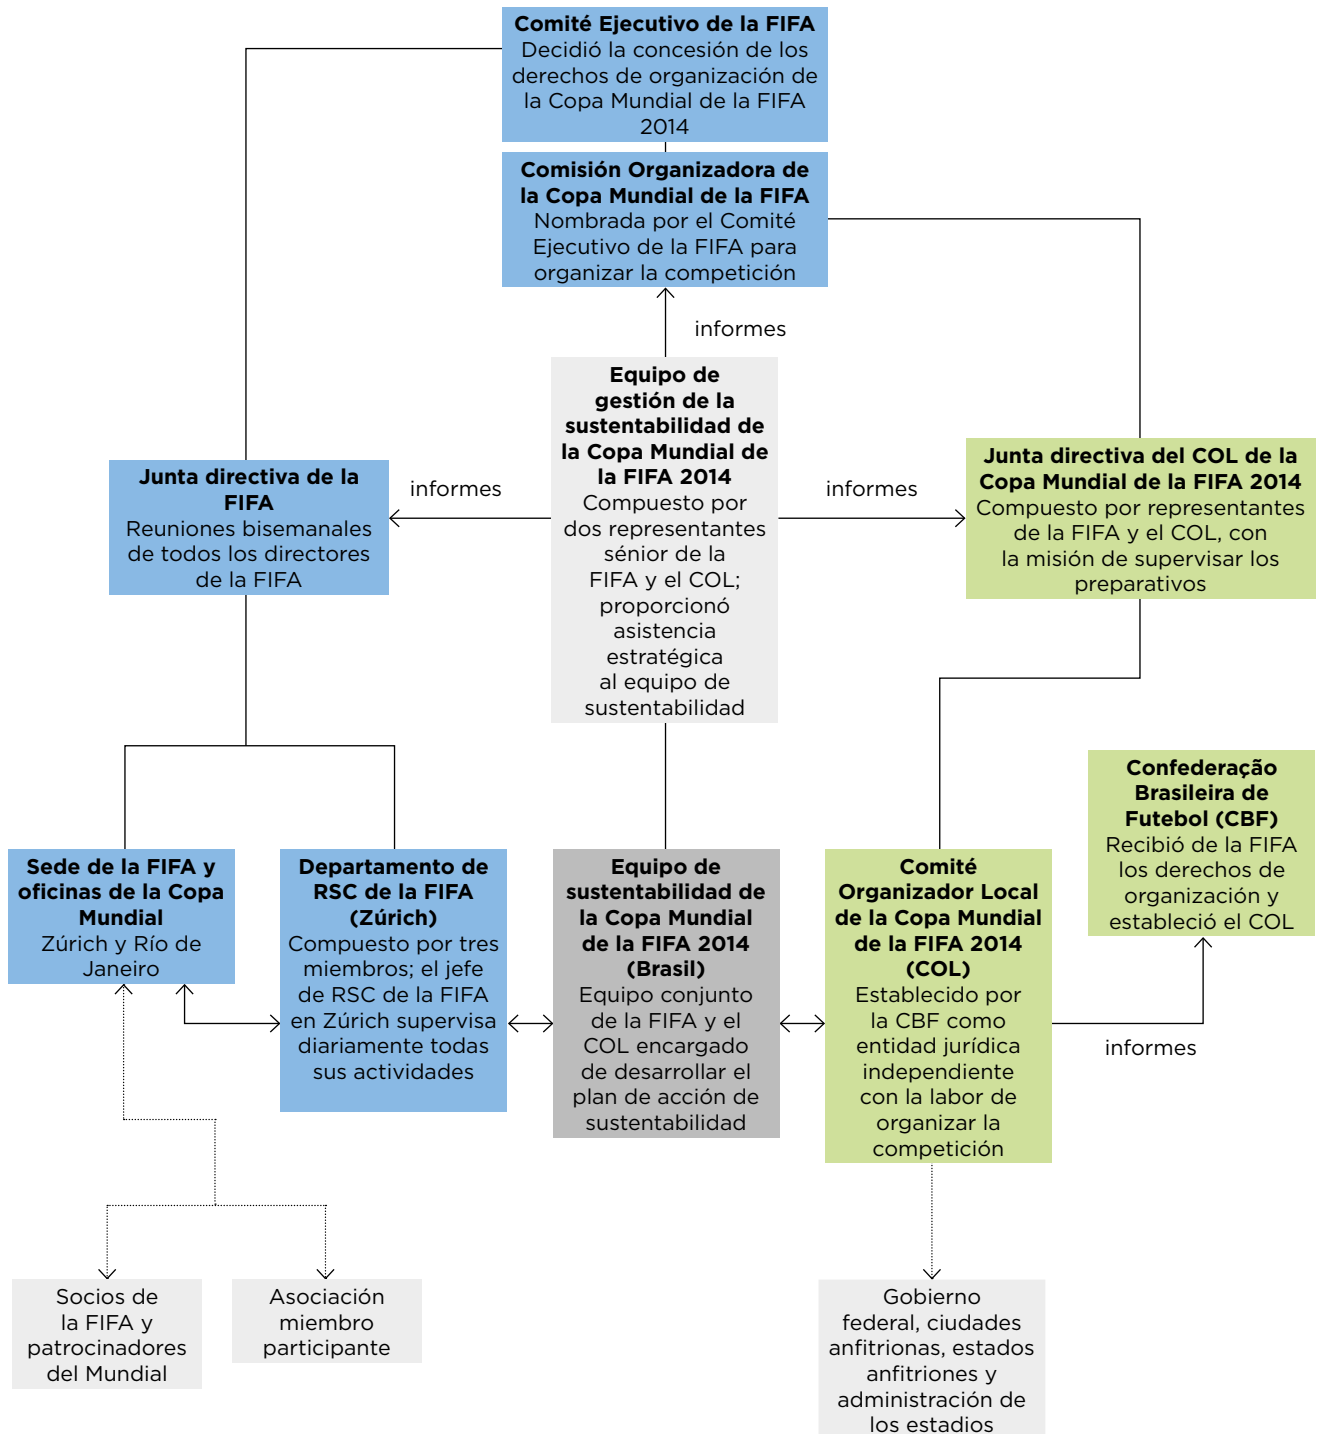 Comité Ejecutivo de la FIFA
Decidió la concesión de los
derechos de organización de
la Copa Mundial de la FIFA
2014
Comisión Organizadora de
la Copa Mundial de la FIFA
Nombrada por el Comité
Ejecutivo de la FIFA para
organizar la competición
informes
Equipo de
gestión de la
sustentabilidad de
la Copa Mundial de
la FIFA 2014
Compuesto por
dos representantes
sénior de la
FIFA y el COL;
proporcionó
asistencia
estratégica
al equipo de
sustentabilidad
Junta directiva de la
FIFA
Reuniones bisemanales
de todos los directores
de la FIFA
informes
informes
Junta directiva del COL de la
Copa Mundial de la FIFA 2014
Compuesto por representantes
de la FIFA y el COL, con
la misión de supervisar los
preparativos
Confederação
Brasileira de
Futebol (CBF)
Recibió de la FIFA
los derechos de
organización y
estableció el COL
Sede de la FIFA y
oficinas de la Copa
Mundial
Zúrich y Río de
Janeiro
Departamento de
RSC de la FIFA
(Zúrich)
Compuesto por tres
miembros; el jefe
de RSC de la FIFA
en Zúrich supervisa
diariamente todas
sus actividades
Equipo de
sustentabilidad de
la Copa Mundial
de la FIFA 2014
(Brasil)
Equipo conjunto
de la FIFA y el
COL encargado
de desarrollar el
plan de acción de
sustentabilidad
Comité
Organizador Local
de la Copa Mundial
de la FIFA 2014
(COL)
Establecido por
la CBF como
entidad jurídica
independiente
con la labor de
organizar la
competición
informes
Socios de
la FIFA y
patrocinadores
del Mundial
Asociación
miembro
participante
Gobierno
federal, ciudades
anfitrionas, estados
anfitriones y
administración de
los estadios